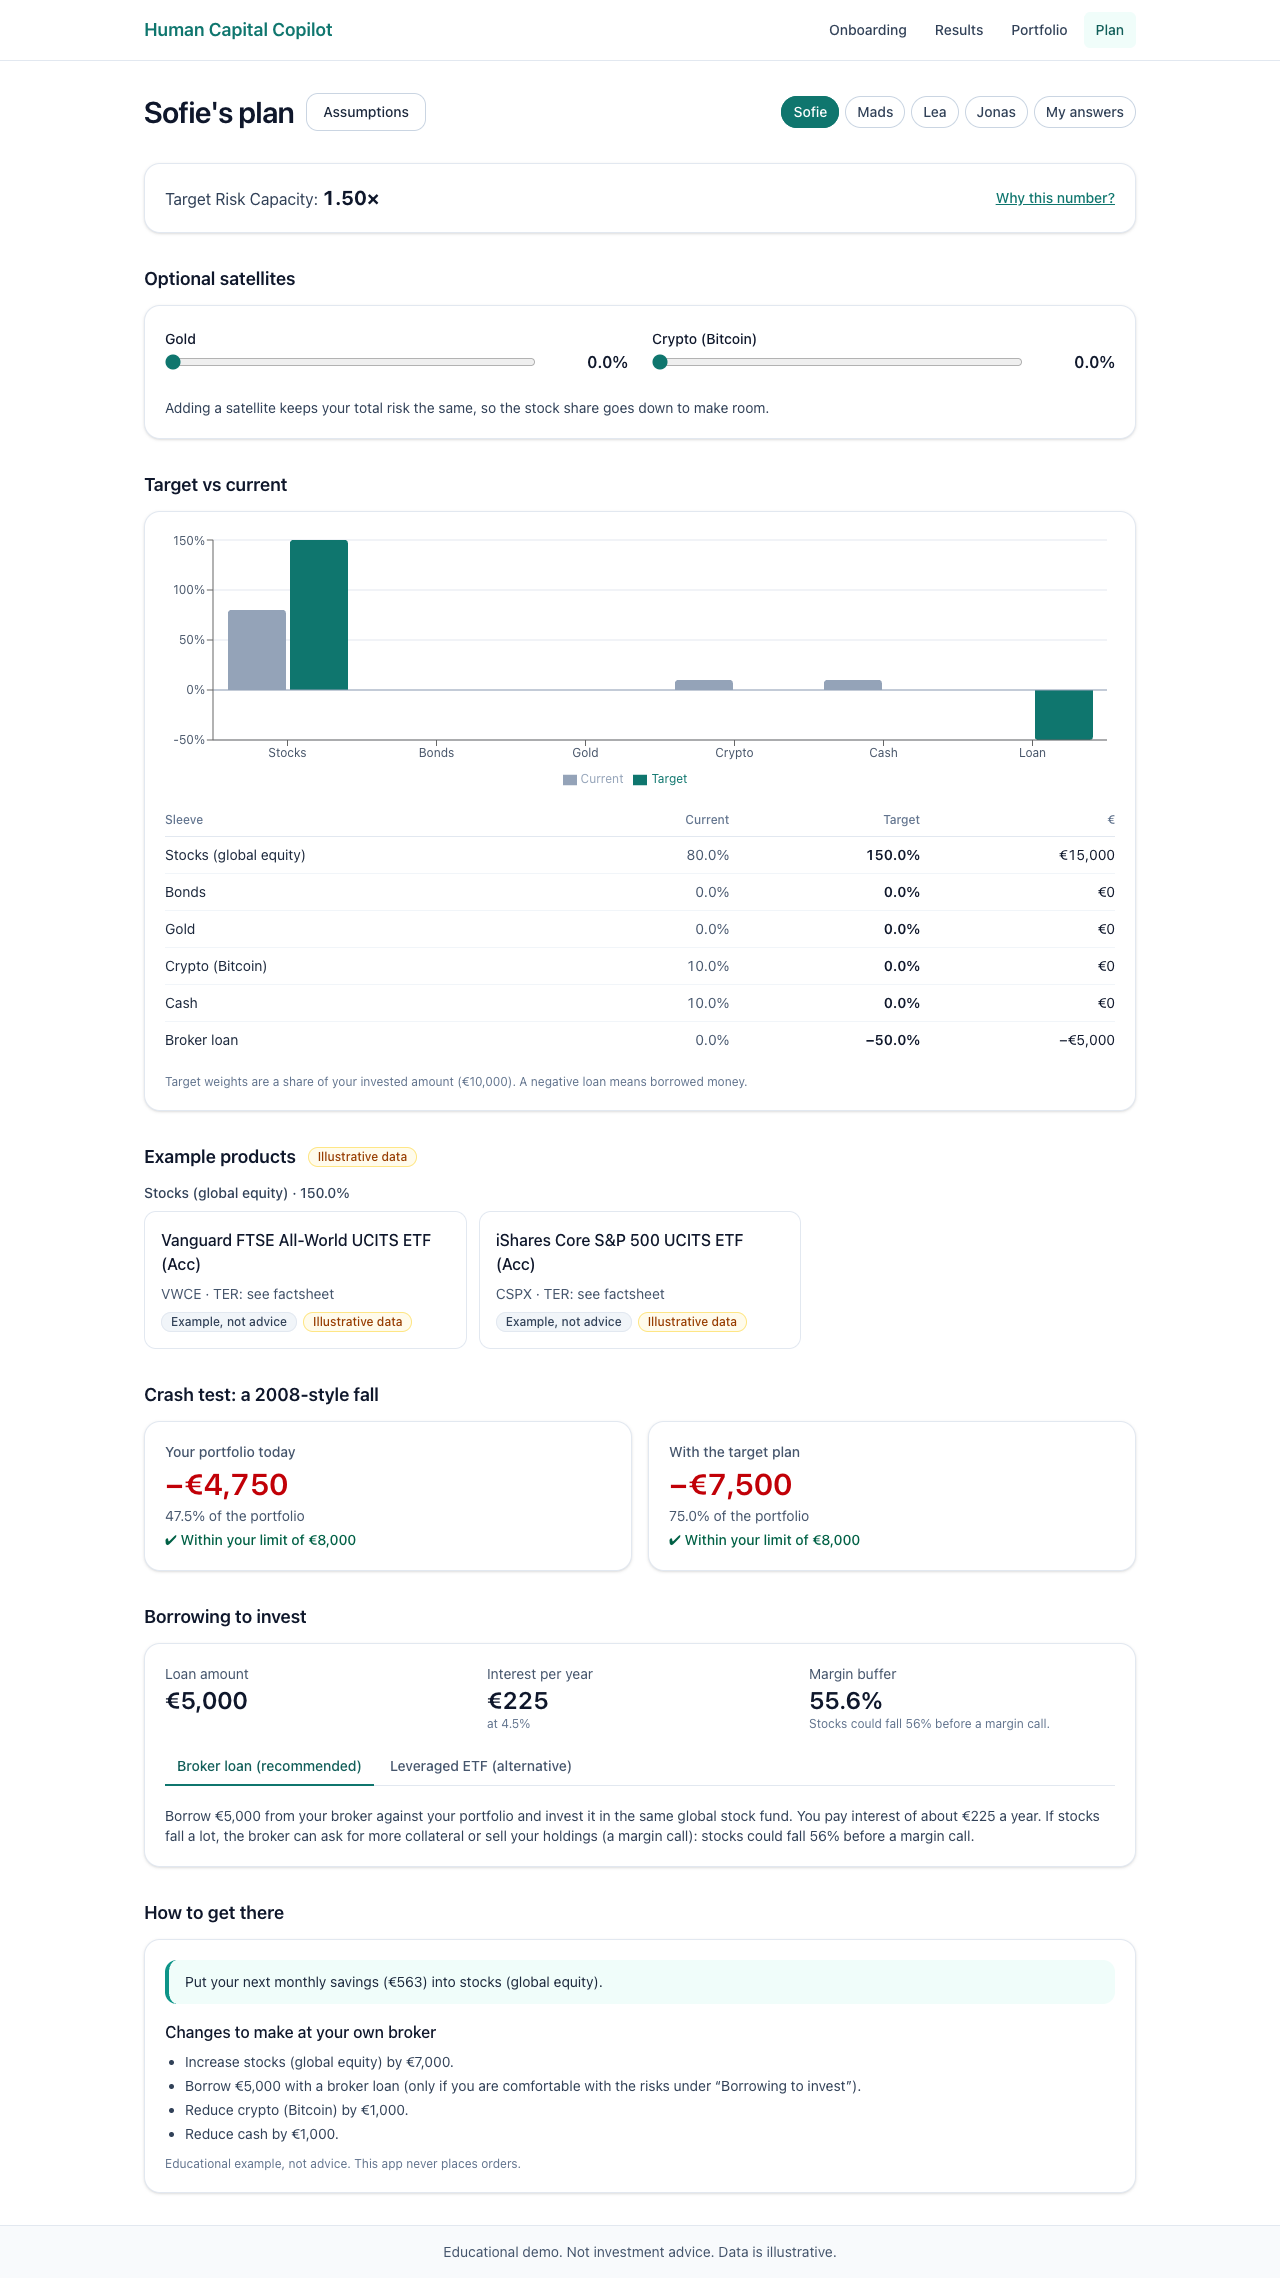 Human Capital Copilot
Onboarding
Results
Portfolio
Plan
Sofie's plan
Assumptions
Sofie
Mads
Lea
Jonas
My answers
Target Risk Capacity: 1.50×
Why this number?
Optional satellites
Gold
0.0%
Crypto (Bitcoin)
0.0%
Adding a satellite keeps your total risk the same, so the stock share goes down to make room.
Target vs current
150%
100%
50%
0%
-50%
Stocks
Bonds
Gold
Crypto
Cash
Loan
Current
Target
Sleeve Current Target €
Stocks (global equity) 80.0% 150.0% €15,000
Bonds 0.0% 0.0% €0
Gold 0.0% 0.0% €0
Crypto (Bitcoin) 10.0% 0.0% €0
Cash 10.0% 0.0% €0
Broker loan 0.0% −50.0% −€5,000
Target weights are a share of your invested amount (€10,000). A negative loan means borrowed money.
Example products
Illustrative data
Stocks (global equity) · 150.0%
Vanguard FTSE All-World UCITS ETF
(Acc)
VWCE · TER: see factsheet
Example, not advice
Illustrative data
iShares Core S&P 500 UCITS ETF
(Acc)
CSPX · TER: see factsheet
Example, not advice
Illustrative data
Crash test: a 2008-style fall
Your portfolio today
−€4,750
47.5% of the portfolio
✔ Within your limit of €8,000
With the target plan
−€7,500
75.0% of the portfolio
✔ Within your limit of €8,000
Borrowing to invest
Loan amount
€5,000
Interest per year
€225
at 4.5%
Margin buffer
55.6%
Stocks could fall 56% before a margin call.
Broker loan (recommended)
Leveraged ETF (alternative)
Borrow €5,000 from your broker against your portfolio and invest it in the same global stock fund. You pay interest of about €225 a year. If stocks
fall a lot, the broker can ask for more collateral or sell your holdings (a margin call): stocks could fall 56% before a margin call.
How to get there
Put your next monthly savings (€563) into stocks (global equity).
Changes to make at your own broker
• Increase stocks (global equity) by €7,000.
• Borrow €5,000 with a broker loan (only if you are comfortable with the risks under “Borrowing to invest”).
• Reduce crypto (Bitcoin) by €1,000.
• Reduce cash by €1,000.
Educational example, not advice. This app never places orders.
Educational demo. Not investment advice. Data is illustrative.